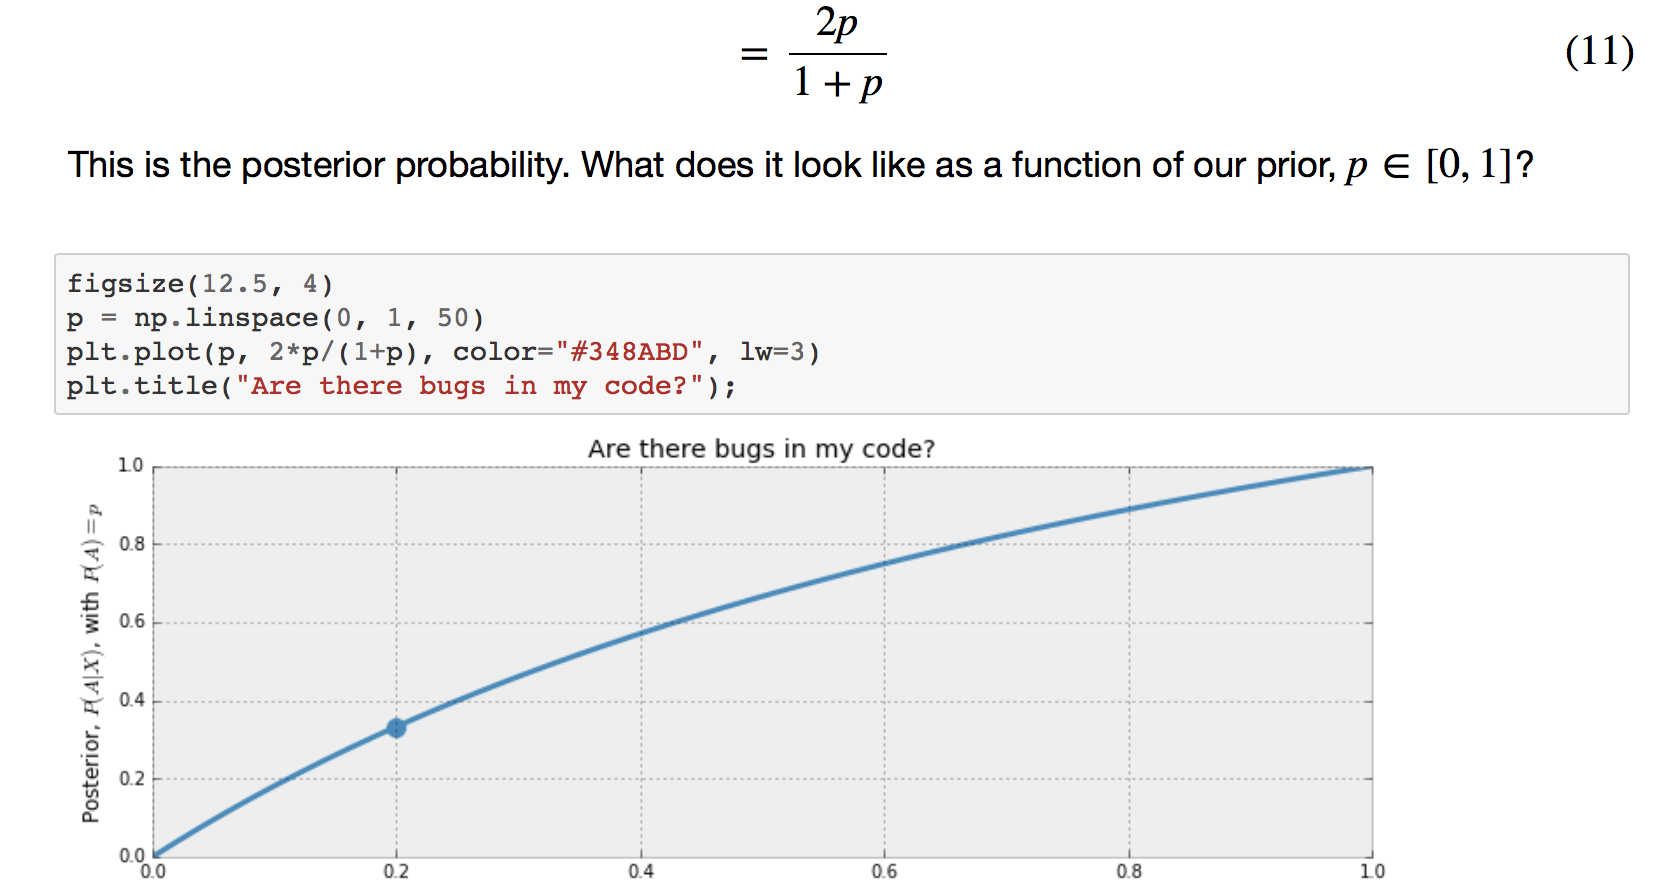 = 2p / 1 + p (11)
This is the posterior probability. What does it look like as a function of our prior, p ∈ [0, 1]?
figsize(12.5, 4)
p = np.linspace(0, 1, 50)
plt.plot(p, 2*p/(1+p), color="#348ABD", lw=3)
plt.title("Are there bugs in my code?");
Are there bugs in my code?
Posterior, P(A|X), with P(A) = p
1.0
0.8
0.6
0.4
0.2
0.0
0.0 0.2 0.4 0.6 0.8 1.0